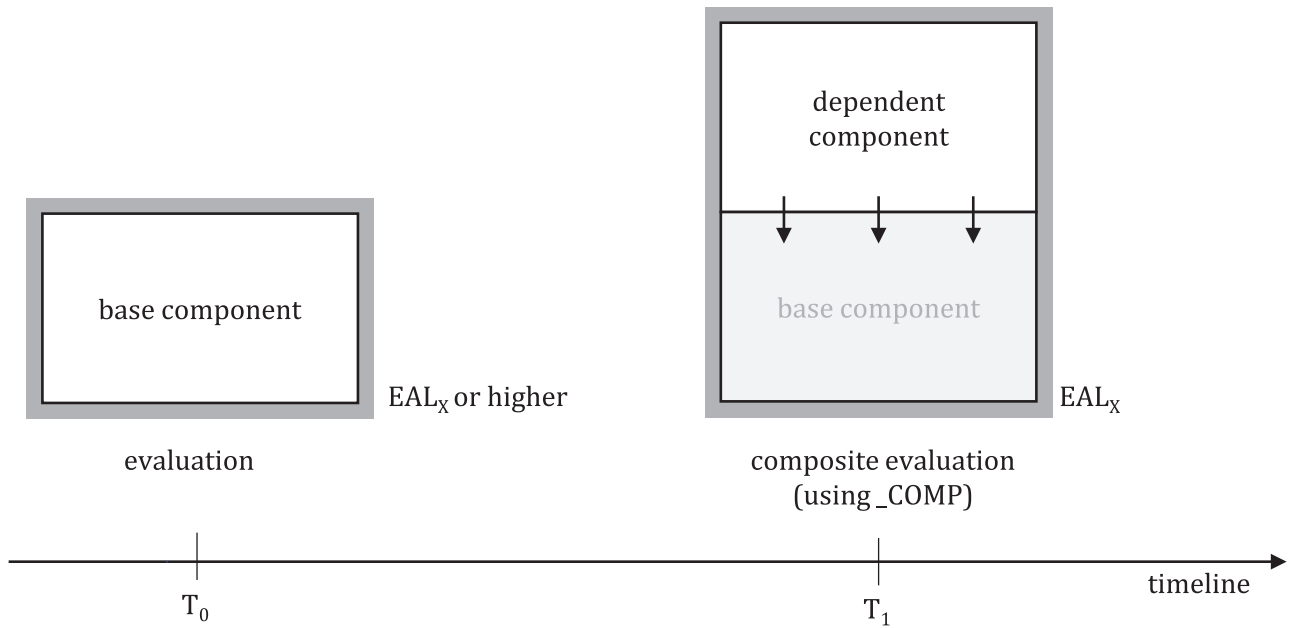 dependent
component
base component
base component
EALX or higher
EALX
evaluation
composite evaluation
(using _COMP)
timeline
T0
T1